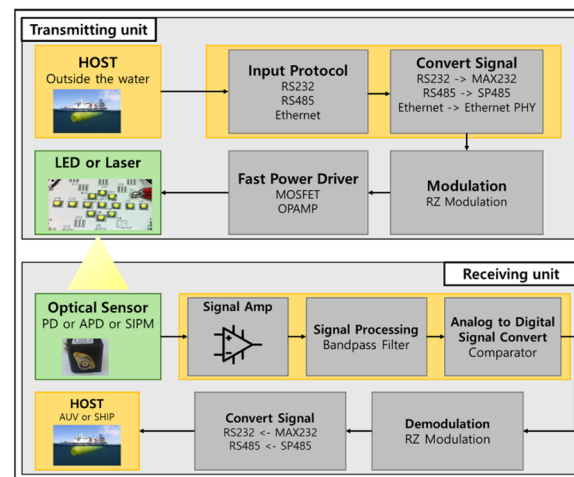 Transmitting unit
HOST
Outside the water
Input Protocol
RS232
RS485
Ethernet
Convert Signal
RS232 -> MAX232
RS485 -> SP485
Ethernet -> Ethernet PHY
LED or Laser
Fast Power Driver
MOSFET
OPAMP
Modulation
RZ Modulation
Receiving unit
Optical Sensor
PD or APD or SIPM
Signal Amp
Signal Processing
Bandpass Filter
Analog to Digital
Signal Convert
Comparator
HOST
AUV or SHIP
Convert Signal
RS232 <- MAX232
RS485 <- SP485
Demodulation
RZ Modulation